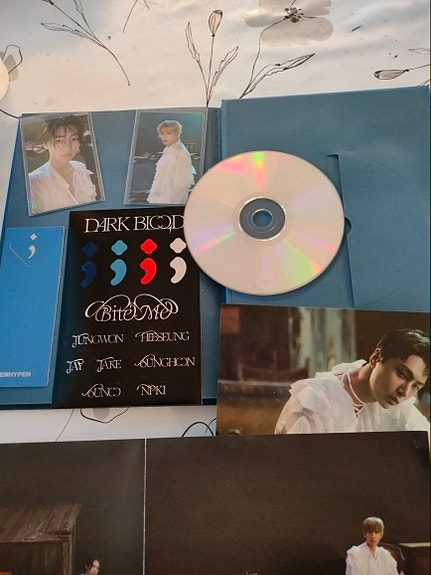 DARK BLOOD
Bite Me
JUNGWON HEESEUNG
JAY JAKE SUNGHOON
SUNOO NI-KI
ENHYPEN